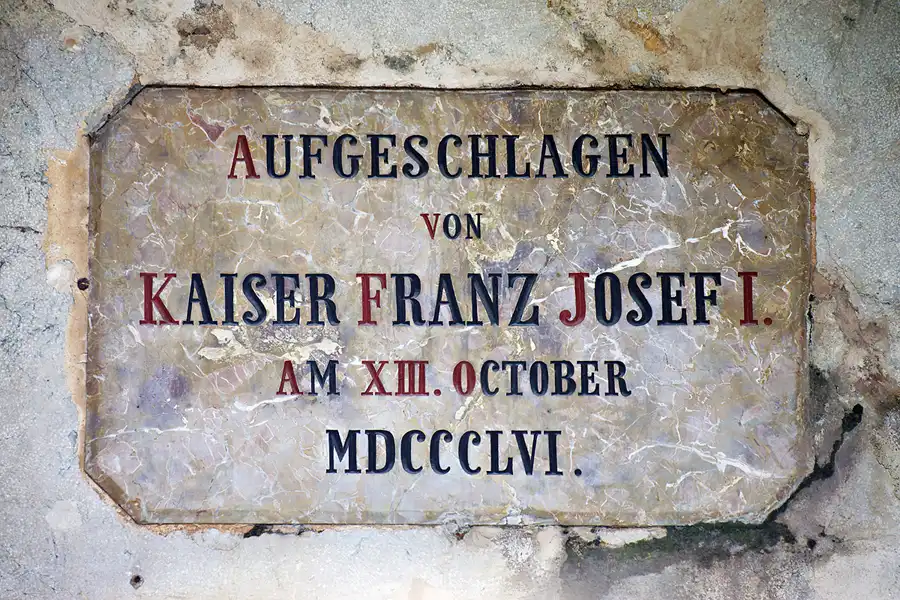 AUFGESCHLAGEN
VON
KAISER FRANZ JOSEF I.
AM XIII. OCTOBER
MDCCCLVI.